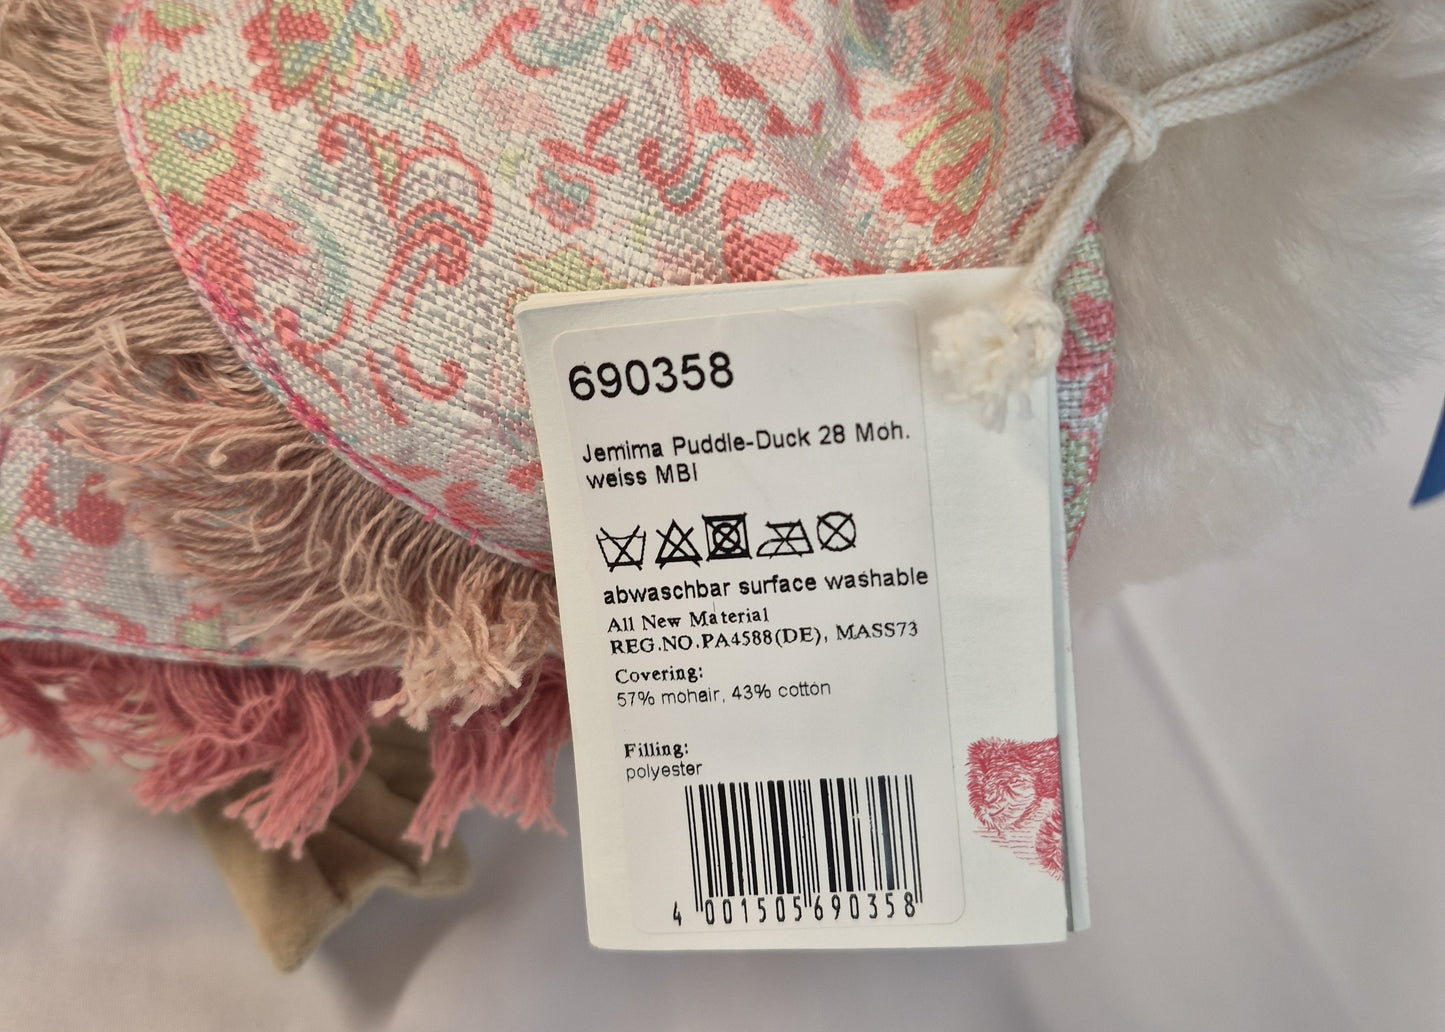 690358
Jemima Puddle-Duck 28 Moh.
weiss MBI
abwaschbar surface washable
All New Material
REG.NO.PA4588(DE), MASS73
Covering:
57% mohair, 43% cotton
Filling:
polyester
4 001505 690358